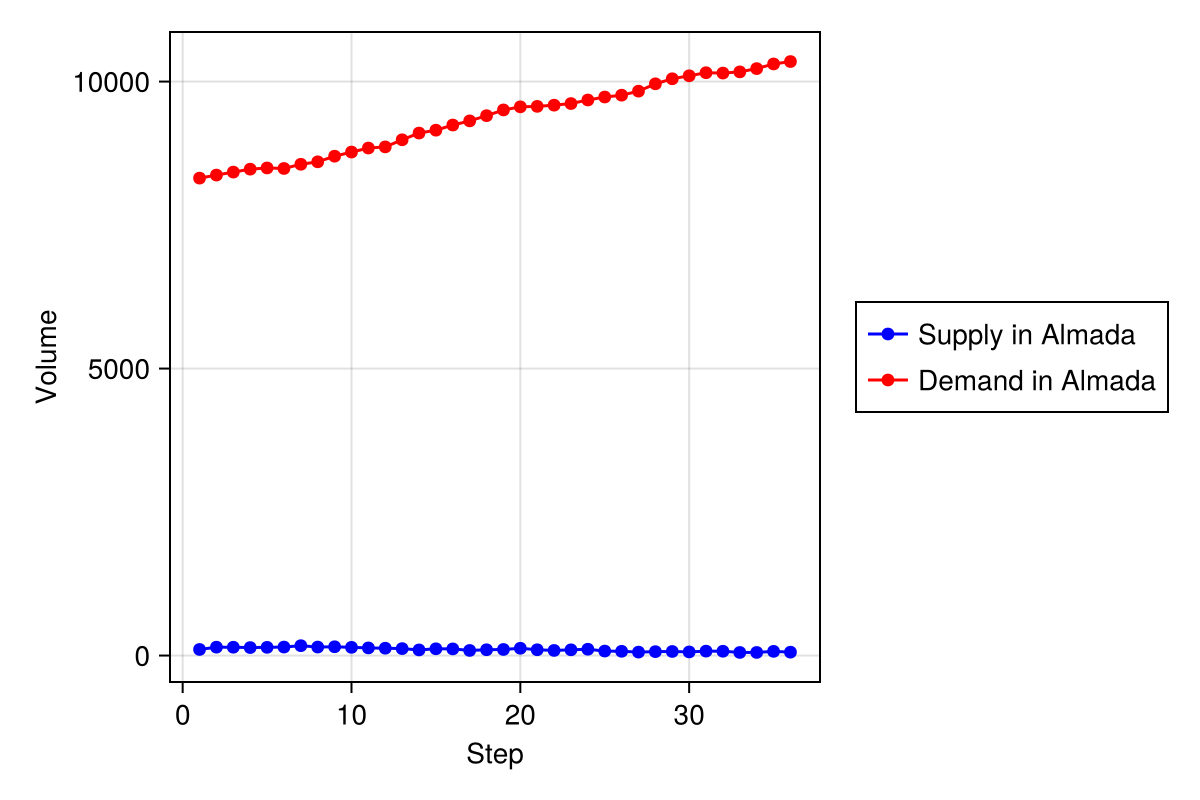 10000
5000
0
Volume
0 10 20 30
Step
Supply in Almada
Demand in Almada